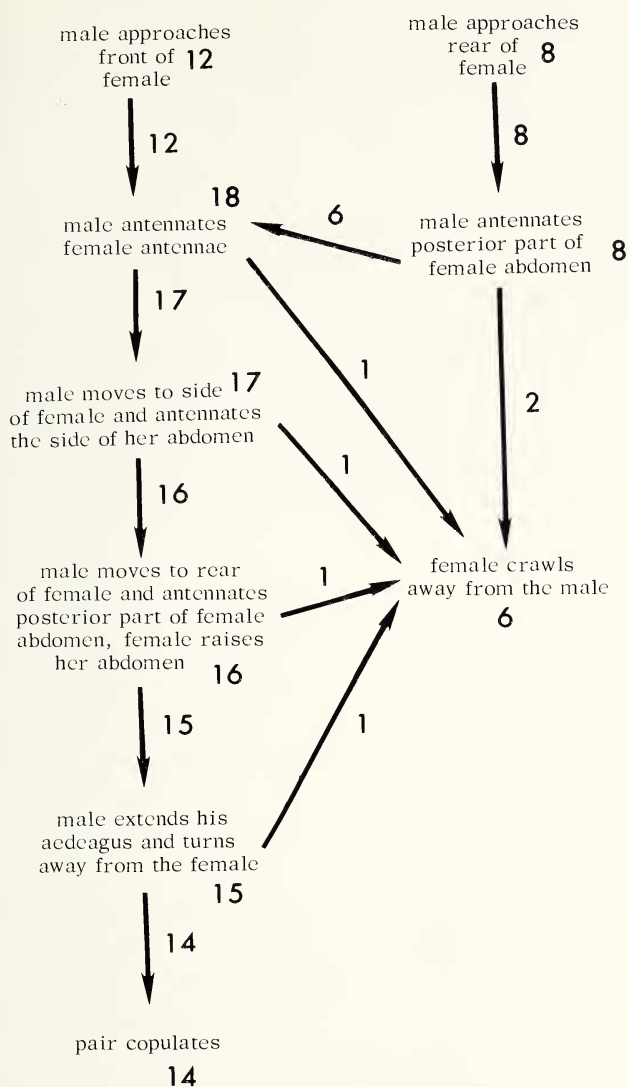 male approaches
front of 12
female
male approaches
rear of
female 8
12
8
18
male antennates
female antennae
6
male antennates
posterior part of 8
female abdomen
17
1
2
male moves to side 17
of female and antennates
the side of her abdomen
1
16
male moves to rear
of female and antennates
posterior part of female
abdomen, female raises
her abdomen 16
1
female crawls
away from the male
6
15
1
male extends his
aedeagus and turns
away from the female
15
14
pair copulates
14